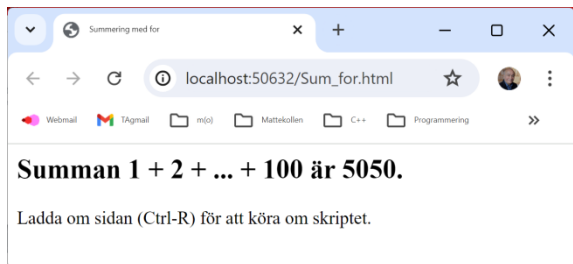 Summering med for
localhost:50632/Sum_for.html
Webmail TAgmail m(o) Mattekollen C++ Programmering
Summan 1 + 2 + ... + 100 är 5050.
Ladda om sidan (Ctrl-R) för att köra om skriptet.